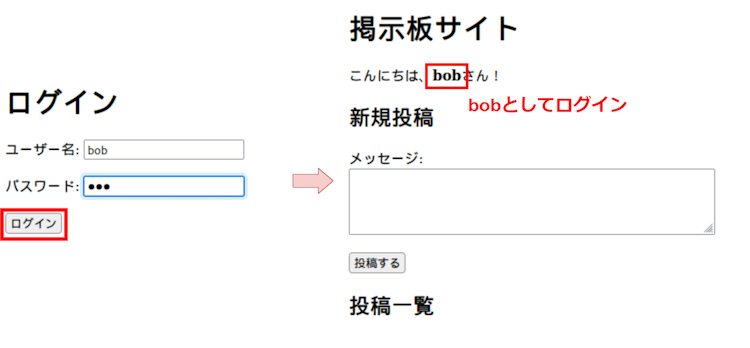 ログイン
ユーザー名: bob
パスワード: ●●●
ログイン
掲示板サイト
こんにちは、bobさん！
bobとしてログイン
新規投稿
メッセージ:
投稿する
投稿一覧